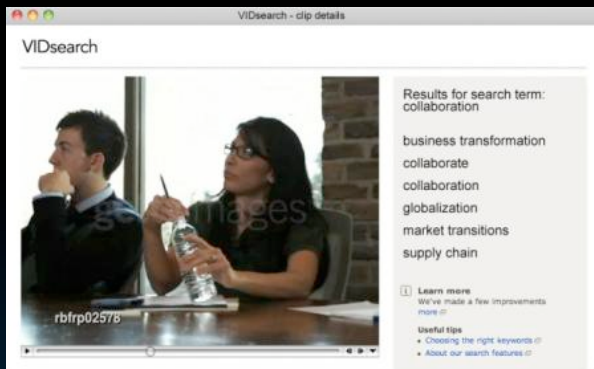 VIDsearch - clip details
VIDsearch
Results for search term:
collaboration
business transformation
collaborate
collaboration
globalization
market transitions
supply chain
Learn more
We've made a few improvements
more
Useful tips
• Choosing the right keywords
• About our search features
rbfrp02578